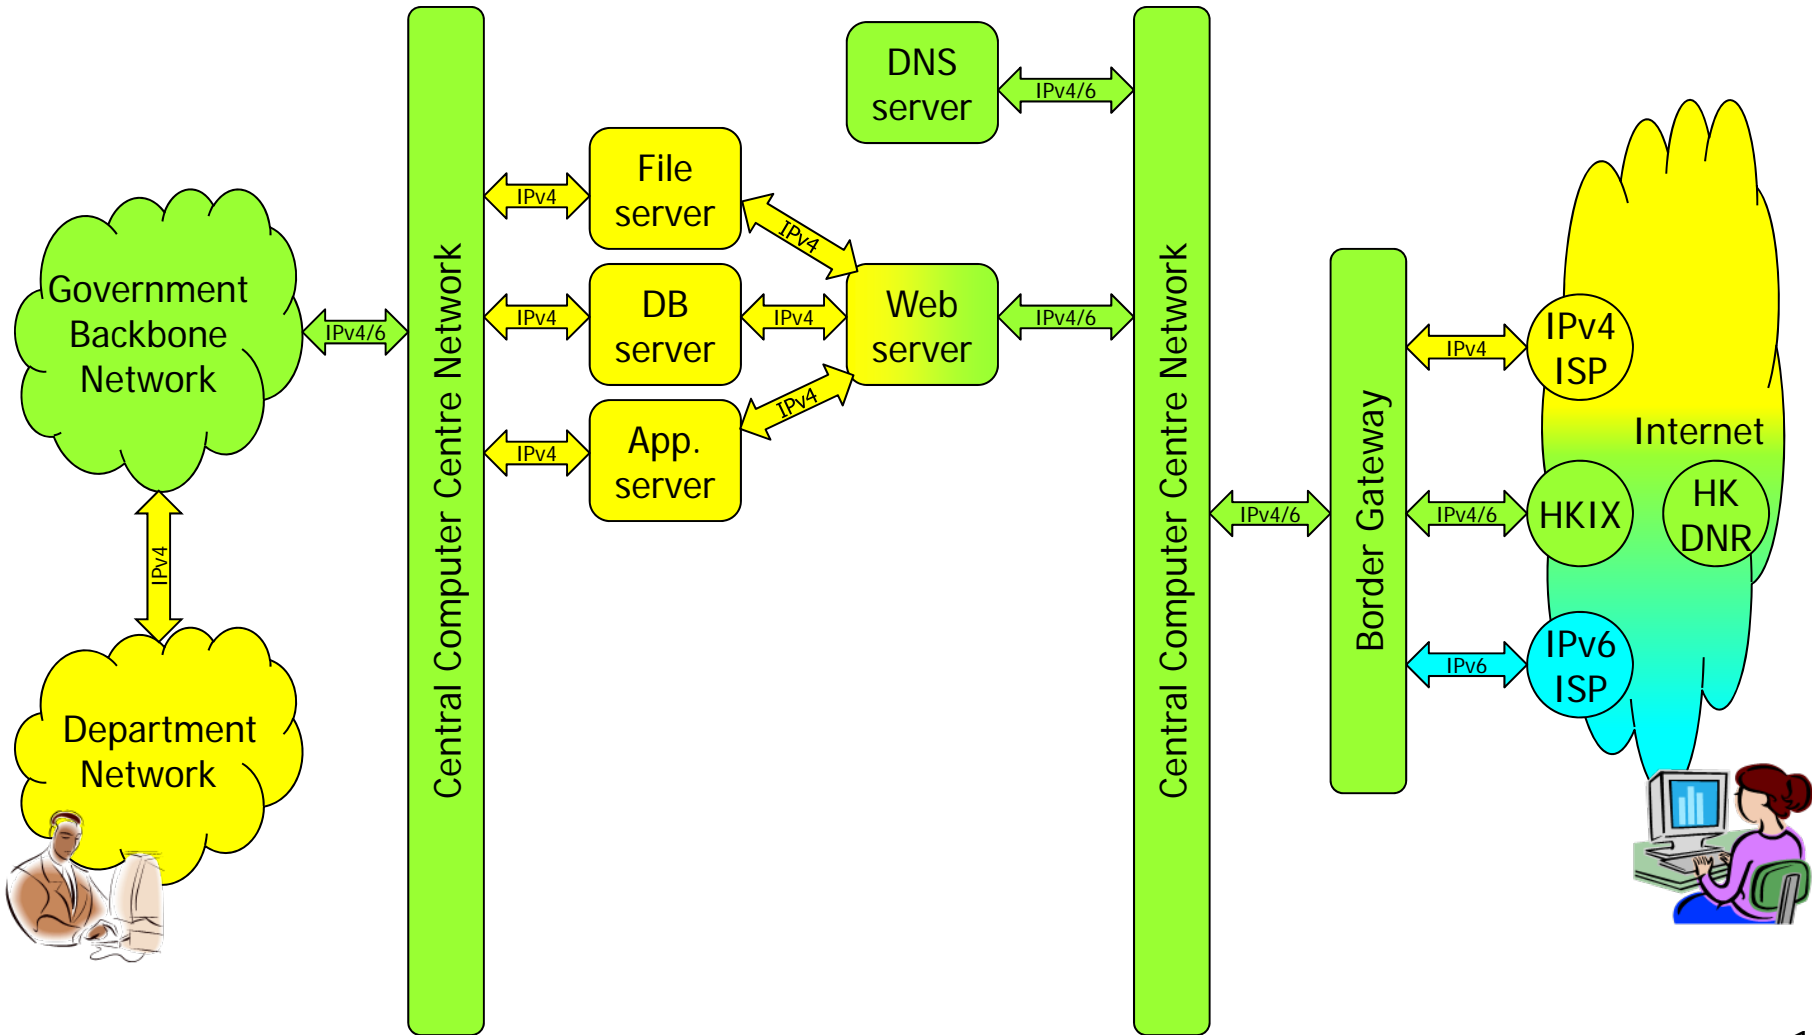 Government
Backbone
Network
IPv4/6
IPv4
Department
Network
Central Computer Centre Network
IPv4
IPv4
IPv4
File
server
DB
server
App.
server
IPv4
IPv4
IPv4
DNS
server
Web
server
IPv4/6
IPv4/6
Central Computer Centre Network
IPv4/6
Border Gateway
IPv4
IPv4/6
IPv6
IPv4
ISP
Internet
HKIX
HK
DNR
IPv6
ISP